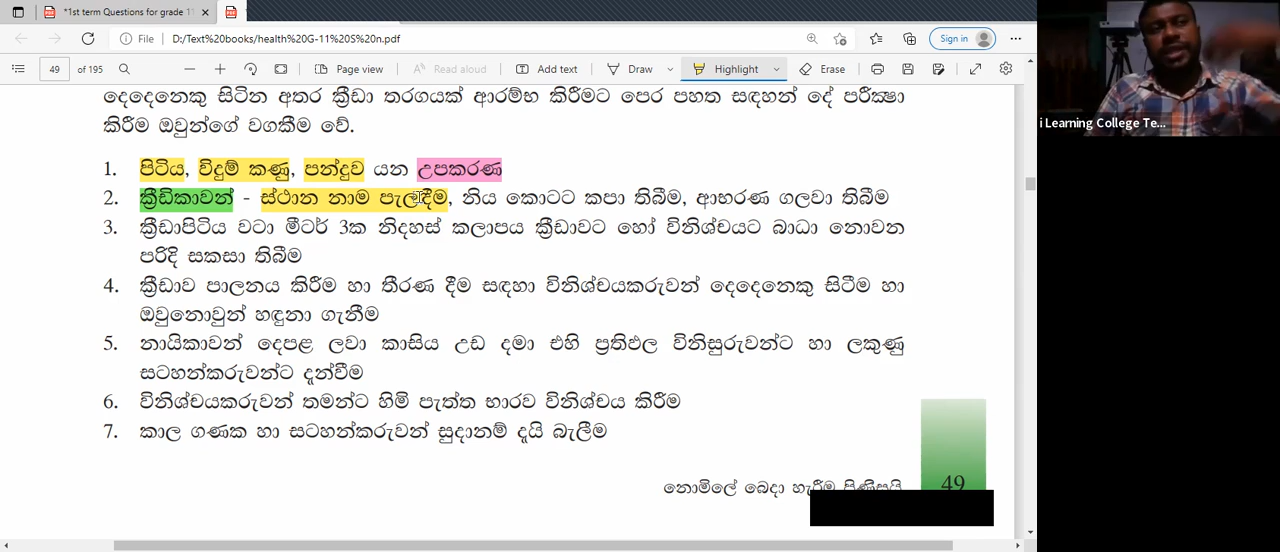 *1st term Questions for grade 11
File
D:/Text%20books/health%20G-11%20S%20n.pdf
Sign in
49 of 195
Page view
Read aloud
Add text
Draw
Highlight
Erase
දෙදෙනෙකු සිටින අතර ක්‍රීඩා තරගයක් ආරම්භ කිරීමට පෙර පහත සඳහන් දේ පරීක්‍ෂා
කිරීම ඔවුන්ගේ වගකීම වේ.
1. පිටිය, විදුම් කණු, පන්දුව යන උපකරණ
2. ක්‍රීඩිකාවන් - ස්ථාන නාම පැලඳීම, නිය කොටට කපා තිබීම, ආභරණ ගලවා තිබීම
3. ක්‍රීඩාපිටිය වටා මීටර් 3ක නිදහස් කලාපය ක්‍රීඩාවට හෝ විනිශ්චයට බාධා නොවන
පරිදි සකසා තිබීම
4. ක්‍රීඩාව පාලනය කිරීම හා තීරණ දීම සඳහා විනිශ්චයකරුවන් දෙදෙනෙකු සිටීම හා
ඔවුනොවුන් හඳුනා ගැනීම
5. නායිකාවන් දෙපළ ලවා කාසිය උඩ දමා එහි ප්‍රතිඵල විනිසුරුවන්ට හා ලකුණු
සටහන්කරුවන්ට දැන්වීම
6. විනිශ්චයකරුවන් තමන්ට හිමි පැත්ත භාරව විනිශ්චය කිරීම
7. කාල ගණක හා සටහන්කරුවන් සුදානම් දැයි බැලීම
නොමිලේ බෙදා හැරීම පිණිසයි
49
i Learning College Te...